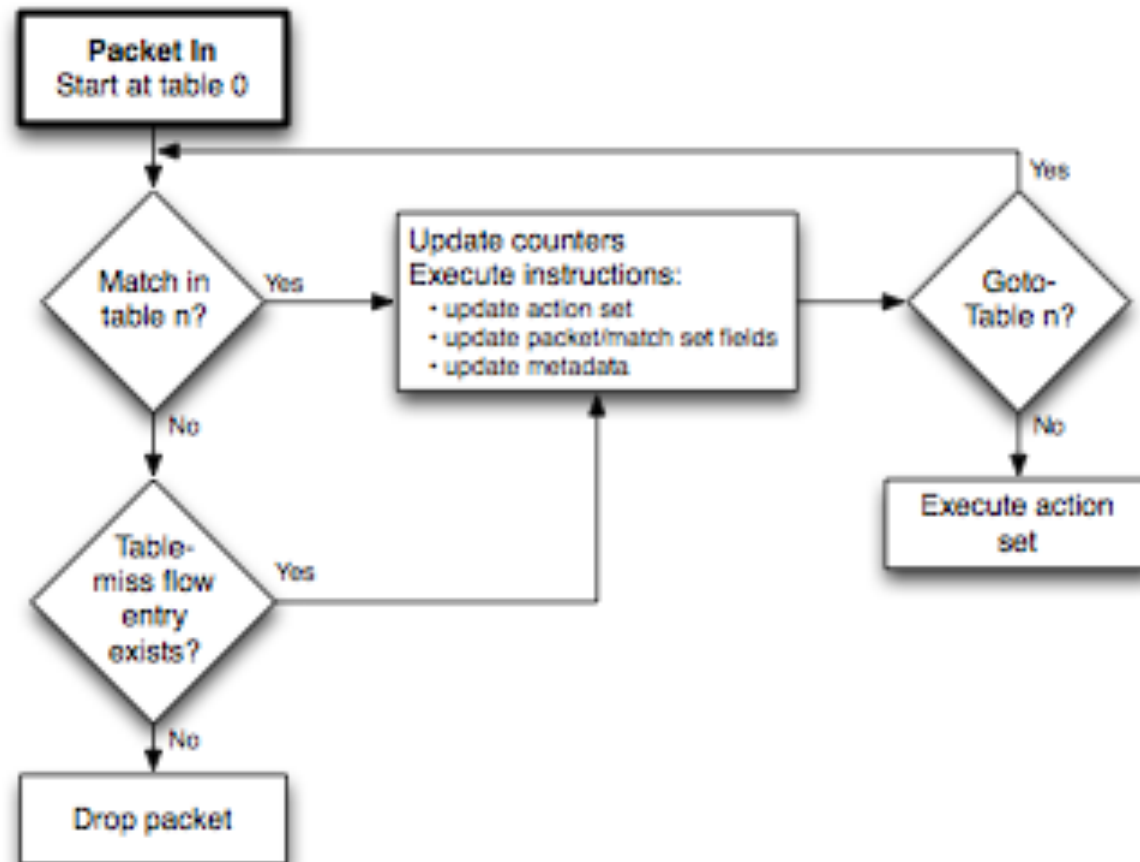 Packet In
Start at table 0
Yes
Match in
table n?
Yes
Update counters
Execute instructions:
• update action set
• update packet/match set fields
• update metadata
Goto-
Table n?
No
No
Execute action
set
Table-
miss flow
entry
exists?
Yes
No
Drop packet